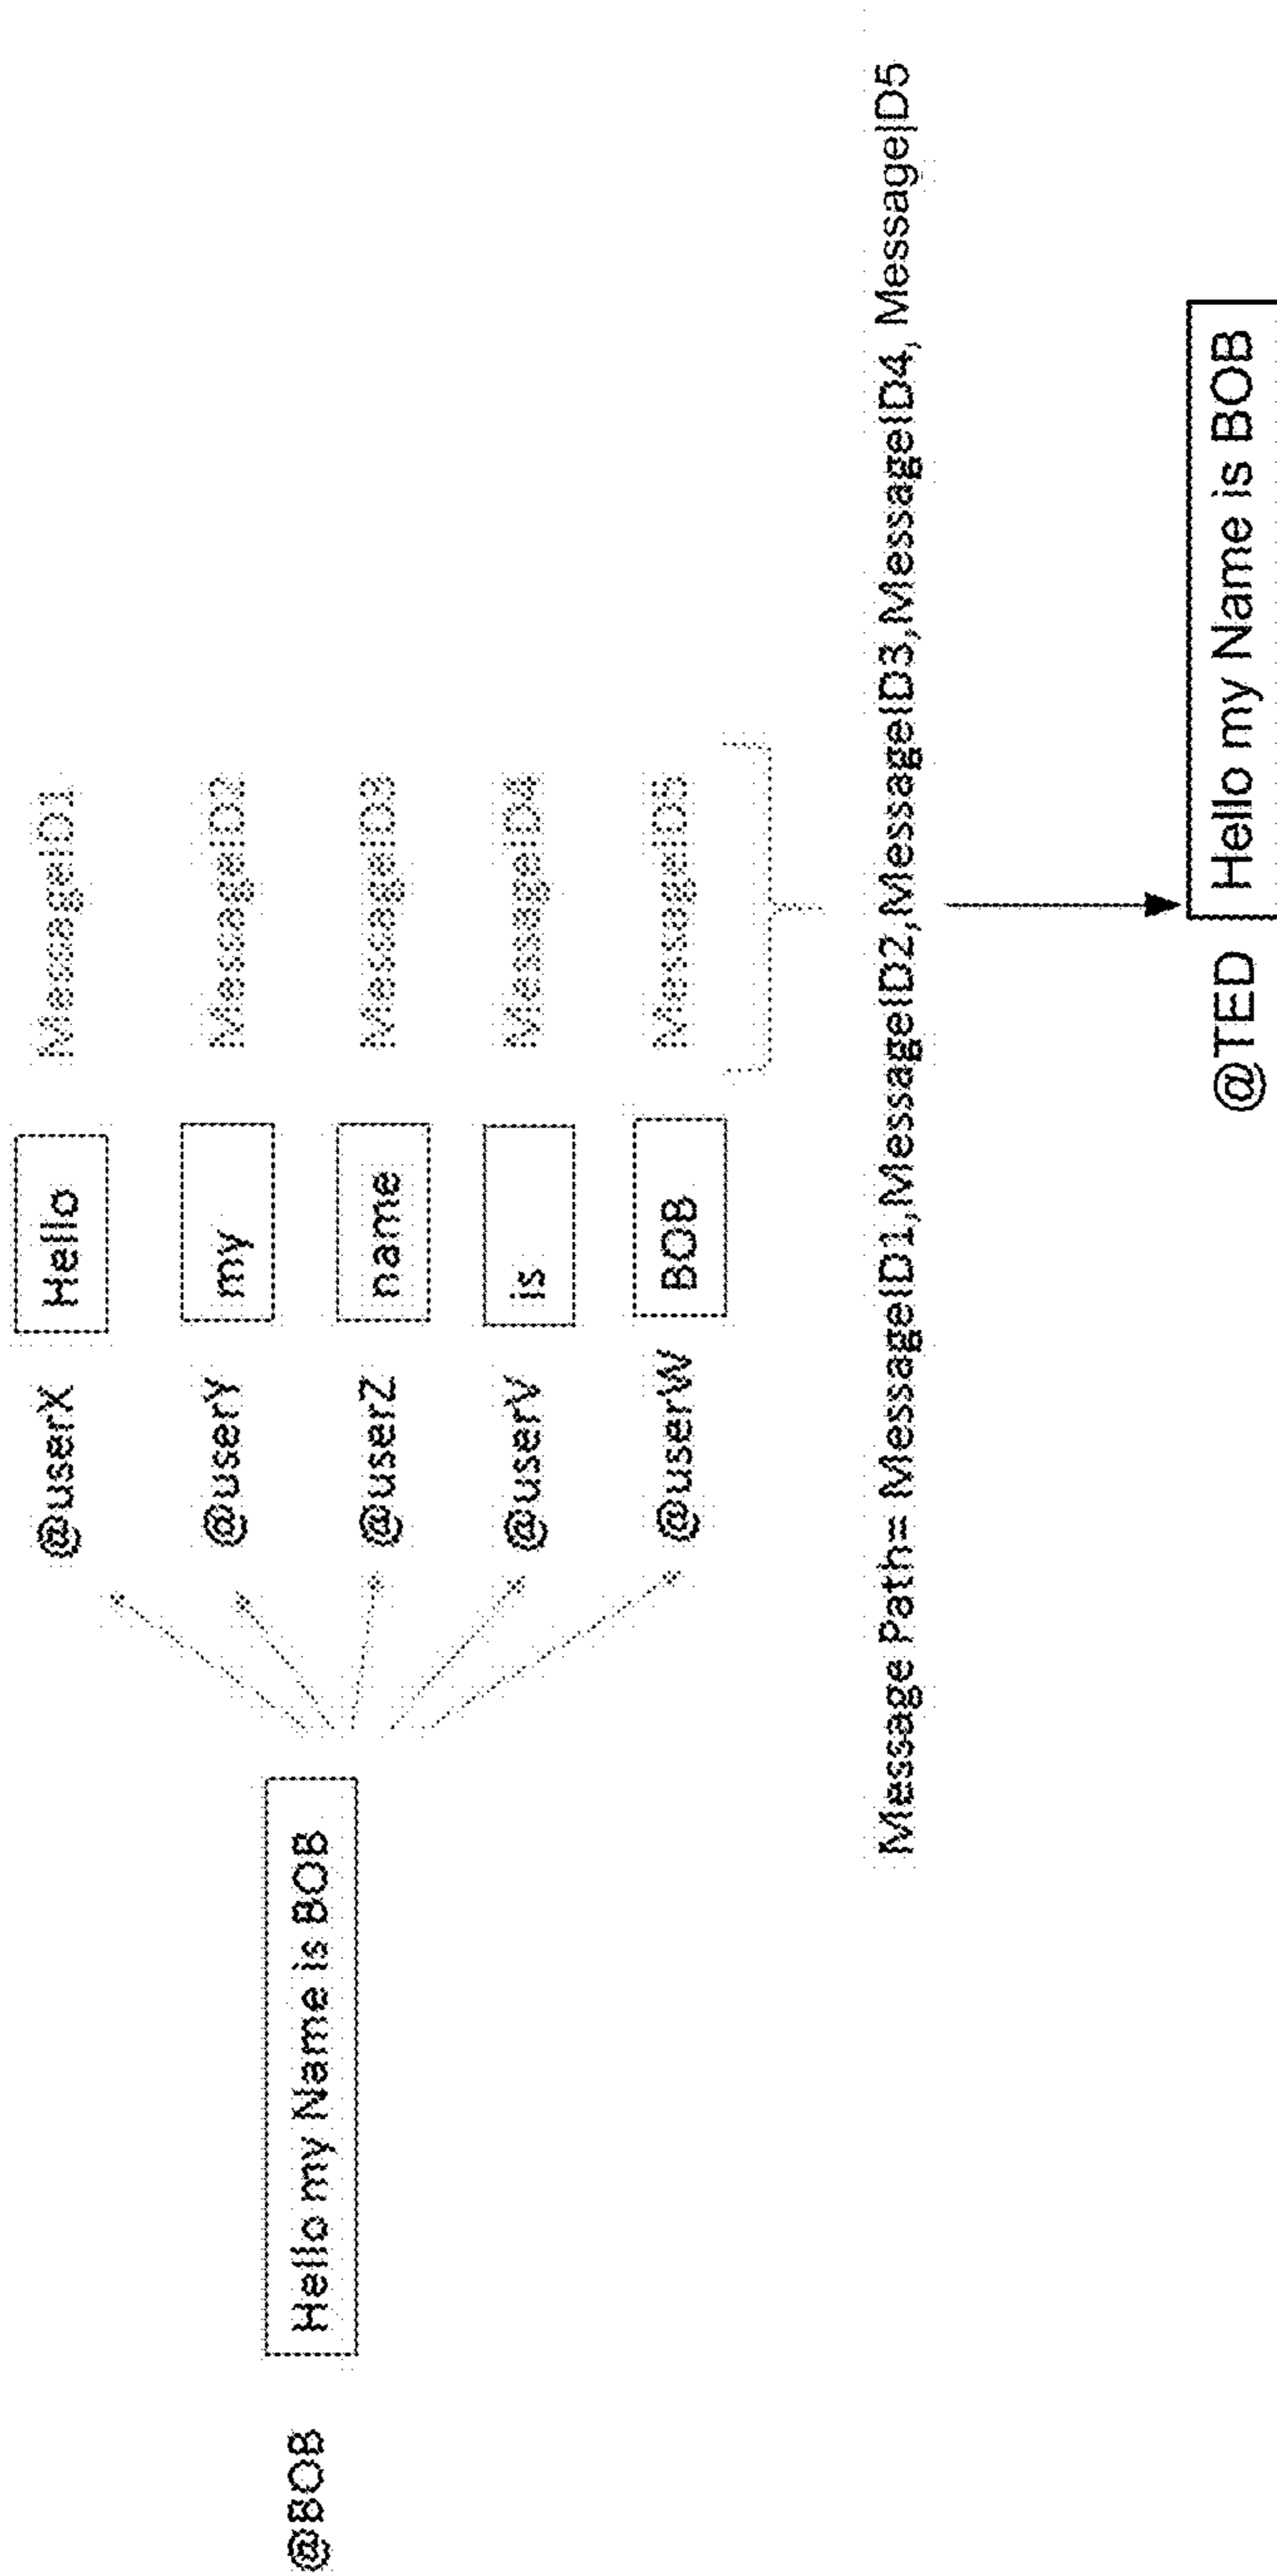 @userX Hello MessageID1
@userY my MessageID2
@BOB Hello my Name is BOB
@userZ name MessageID3
@userV is MessageID4
@userW BOB MessageID5
Message Path= MessageID1,MessageID2,MessageID3,MessageID4, MessageID5
@TED Hello my Name is BOB